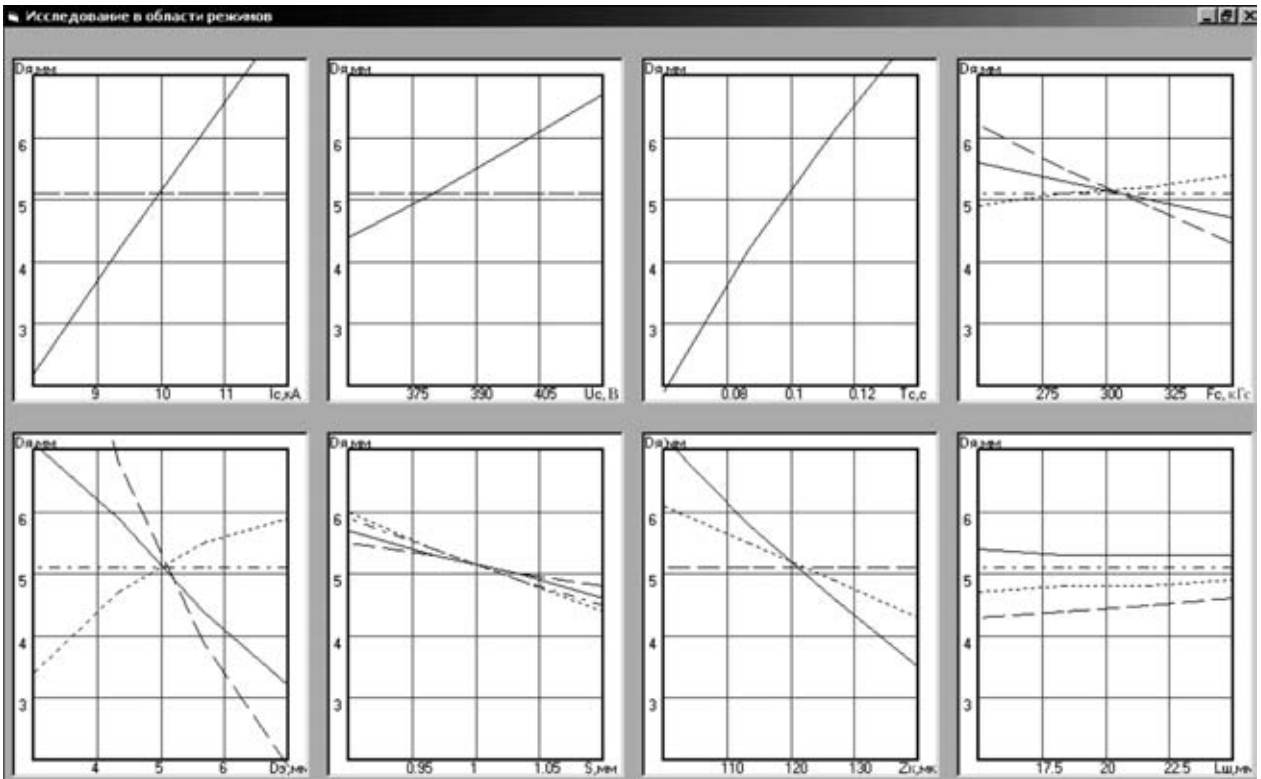 Исследование в области режимов
Dя,мм
6
5
4
3
9 10 11 Iс,кА
Dя,мм
6
5
4
3
375 390 405 Uс, В
Dя,мм
6
5
4
3
0.08 0.1 0.12 Tс,с
Dя,мм
6
5
4
3
275 300 325 Fс, кГс
Dя,мм
6
5
4
3
4 5 6 Dэ,мм
Dя,мм
6
5
4
3
0.95 1 1.05 S,мм
Dя,мм
6
5
4
3
110 120 130 Zк,мк
Dя,мм
6
5
4
3
17.5 20 22.5 Lш,мм